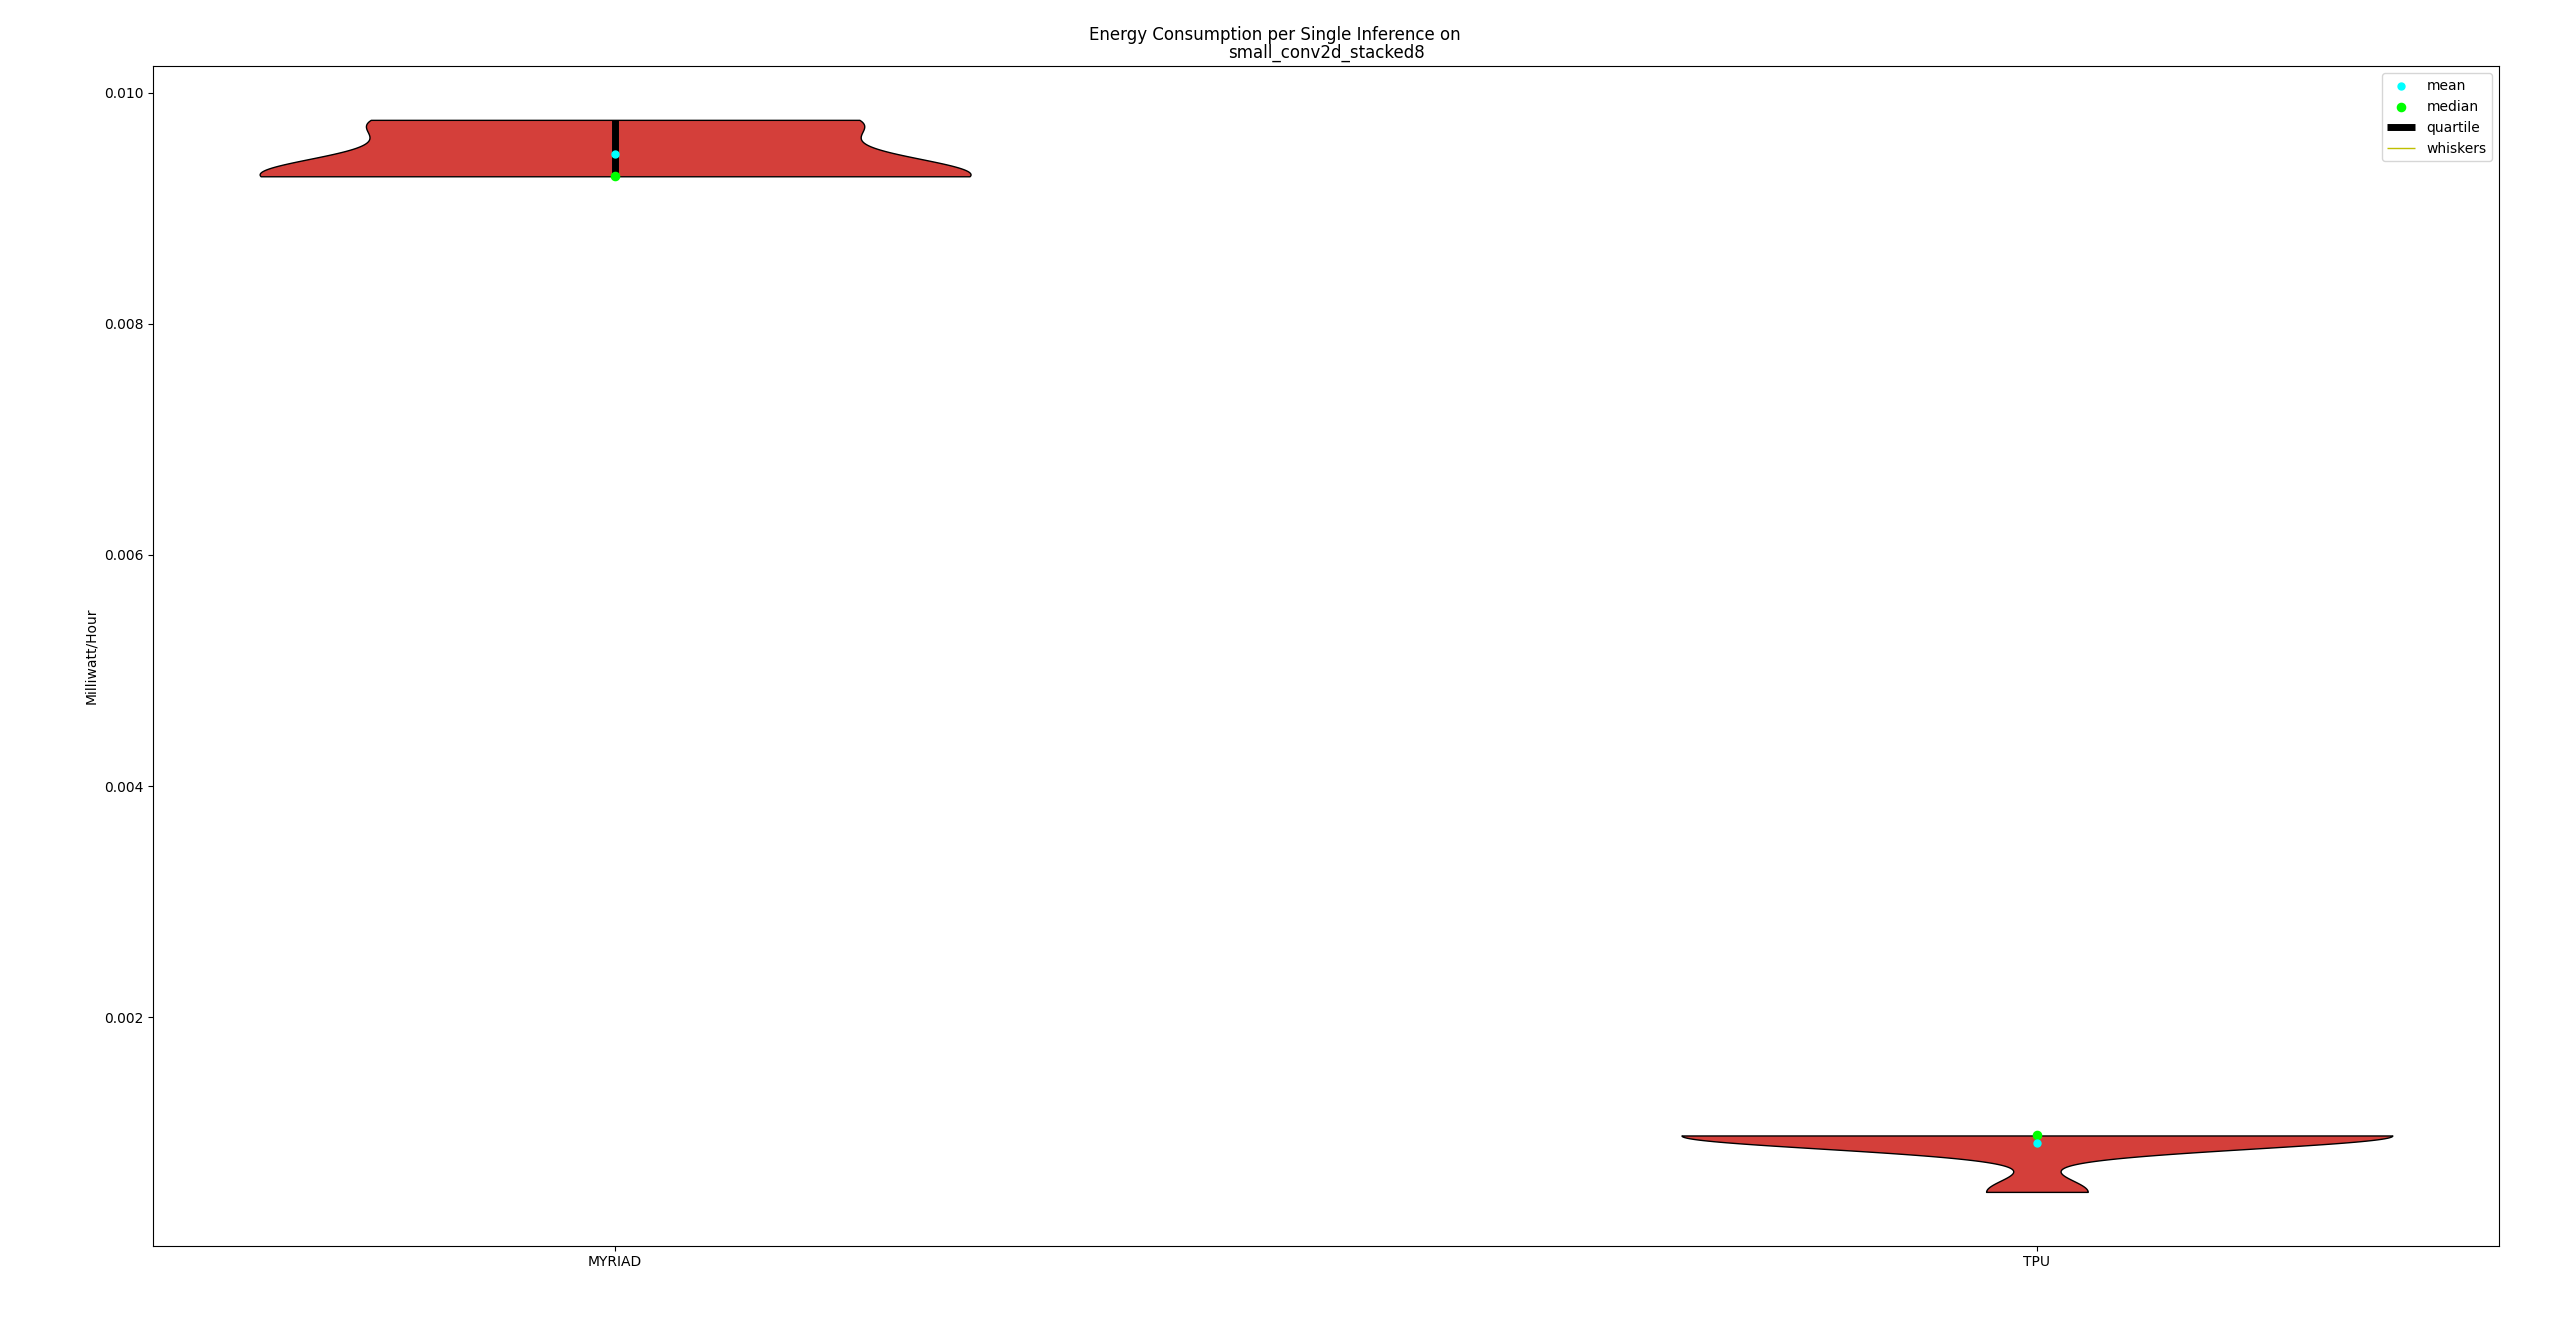 Energy Consumption per Single Inference on
small_conv2d_stacked8
mean
median
quartile
whiskers
0.010
0.008
0.006
0.004
0.002
Milliwatt/Hour
MYRIAD
TPU